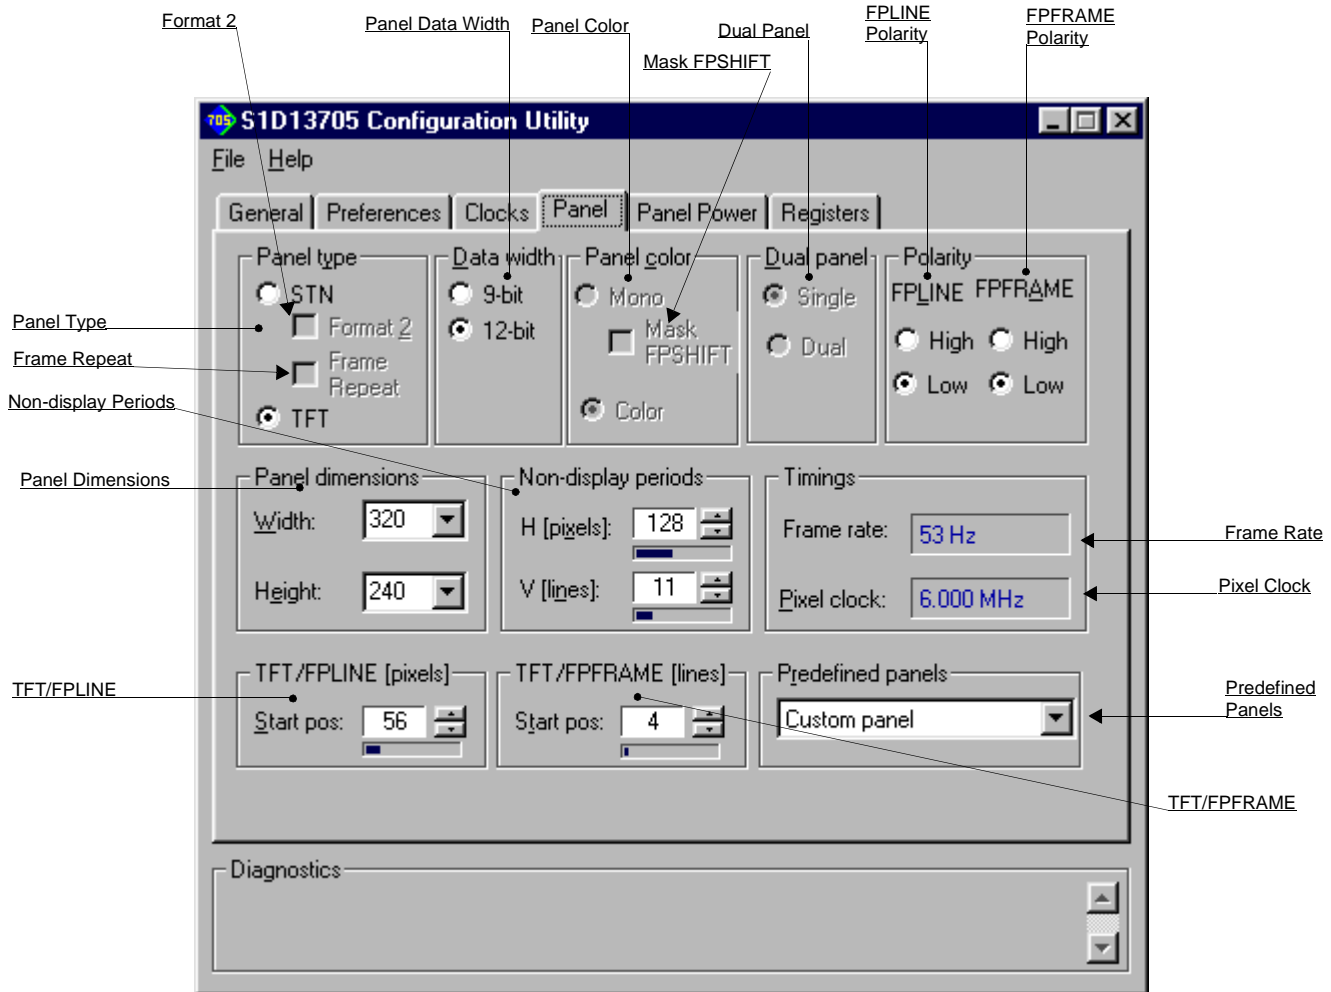 Format 2
Panel Data Width
Panel Color
Dual Panel
FPLINE
Polarity
FPFRAME
Polarity
Mask FPSHIFT
705 S1D13705 Configuration Utility
File Help
General Preferences Clocks Panel Panel Power Registers
Panel type
STN
Format 2
Frame
Repeat
TFT
Data width
9-bit
12-bit
Panel color
Mono
Mask
FPSHIFT
Color
Dual panel
Single
Dual
Polarity
FPLINE FPFRAME
High High
Low Low
Panel Type
Frame Repeat
Non-display Periods
Panel Dimensions
Panel dimensions
Width: 320
Height: 240
Non-display periods
H [pixels]: 128
V [lines]: 11
Timings
Frame rate: 53 Hz
Pixel clock: 6.000 MHz
Frame Rate
Pixel Clock
TFT/FPLINE
TFT/FPLINE [pixels]
Start pos: 56
TFT/FPFRAME [lines]
Start pos: 4
Predefined panels
Custom panel
Predefined
Panels
TFT/FPFRAME
Diagnostics